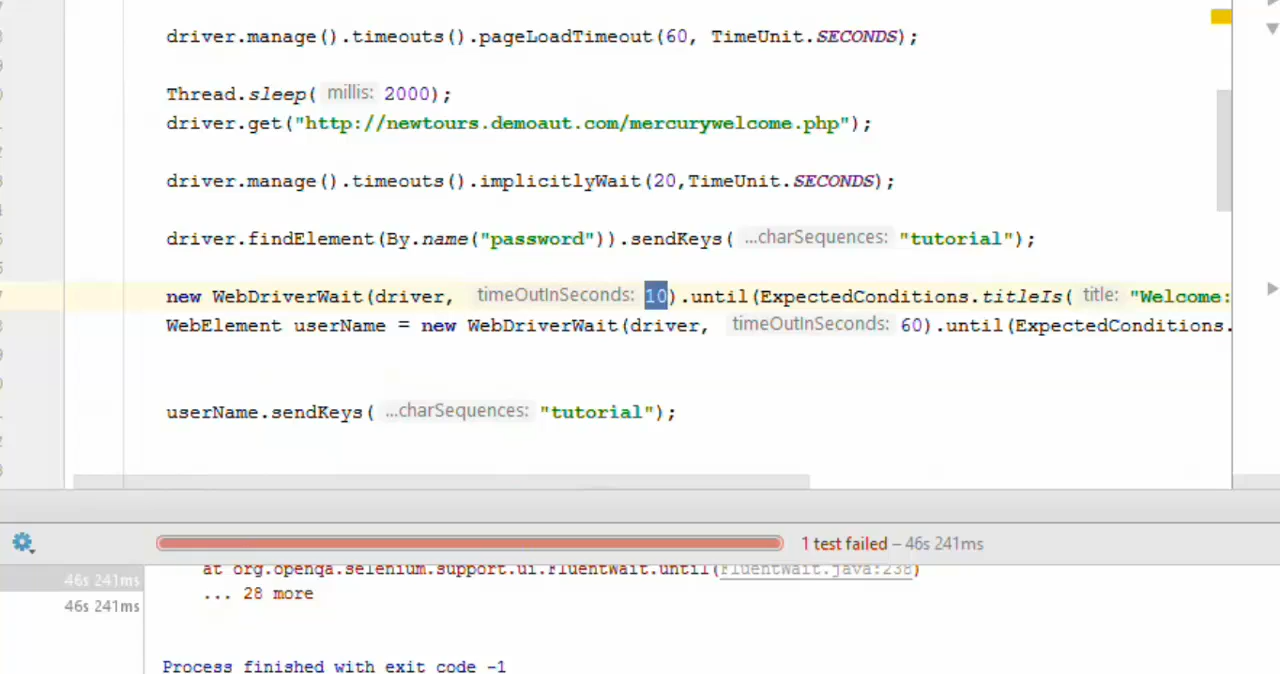 driver.manage().timeouts().pageLoadTimeout(60, TimeUnit.SECONDS);
Thread.sleep( millis: 2000);
driver.get("http://newtours.demoaut.com/mercurywelcome.php");
driver.manage().timeouts().implicitlyWait(20,TimeUnit.SECONDS);
driver.findElement(By.name("password")).sendKeys( ...charSequences: "tutorial");
new WebDriverWait(driver, timeOutInSeconds: 10).until(ExpectedConditions.titleIs( title: "Welcome:
WebElement userName = new WebDriverWait(driver, timeOutInSeconds: 60).until(ExpectedConditions.
userName.sendKeys( ...charSequences: "tutorial");
1 test failed – 46s 241ms
46s 241ms
at org.openqa.selenium.support.ui.FluentWait.until(FluentWait.java:238)
... 28 more
46s 241ms
Process finished with exit code -1